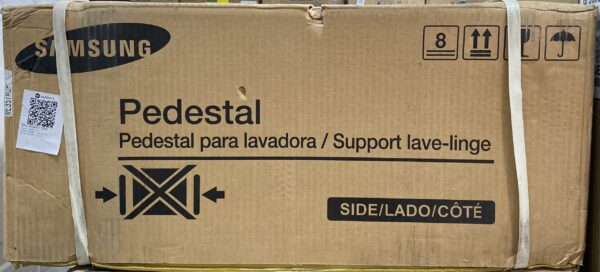 SAMSUNG
8
Pedestal
Pedestal para lavadora / Support lave-linge
SIDE/LADO/CÔTÉ